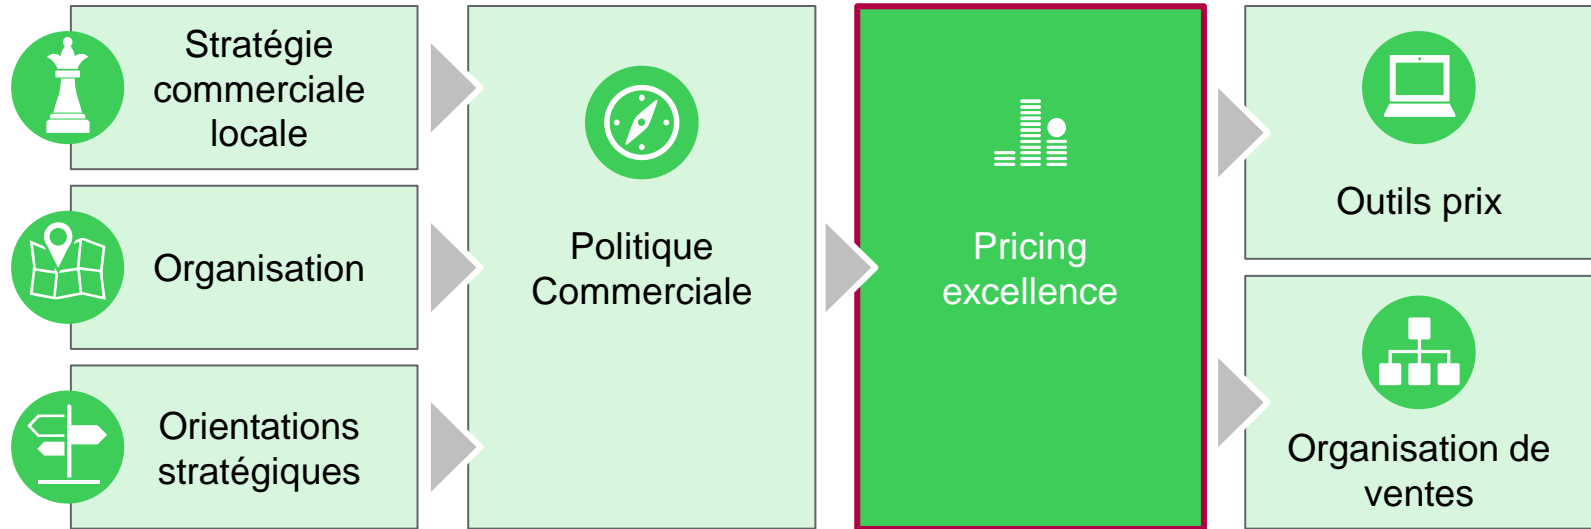 Stratégie
commerciale
locale
Organisation
Orientations
stratégiques
Politique
Commerciale
Pricing
excellence
Outils prix
Organisation de
ventes